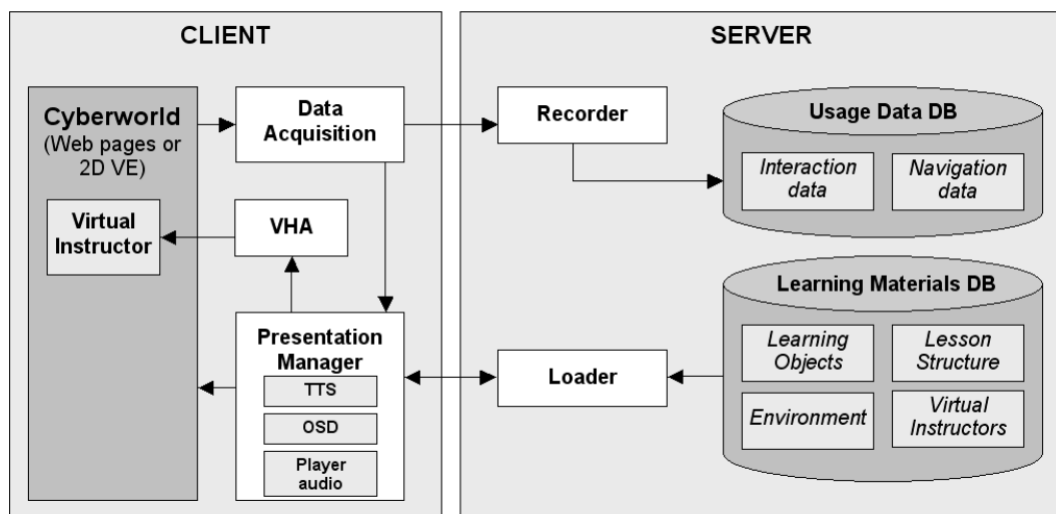 CLIENT
Cyberworld
(Web pages or
2D VE)
Virtual
Instructor
Data
Acquisition
VHA
Presentation
Manager
TTS
OSD
Player
audio
SERVER
Recorder
Usage Data DB
Interaction
data
Navigation
data
Loader
Learning Materials DB
Learning
Objects
Lesson
Structure
Environment
Virtual
Instructors